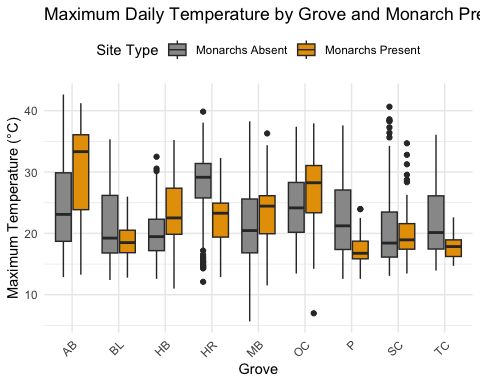 Maximum Daily Temperature by Grove and Monarch Pre
Site Type Monarchs Absent Monarchs Present
Maximum Temperature (°C)
40
30
20
10
AB BL HB HR MB OC P SC TC
Grove